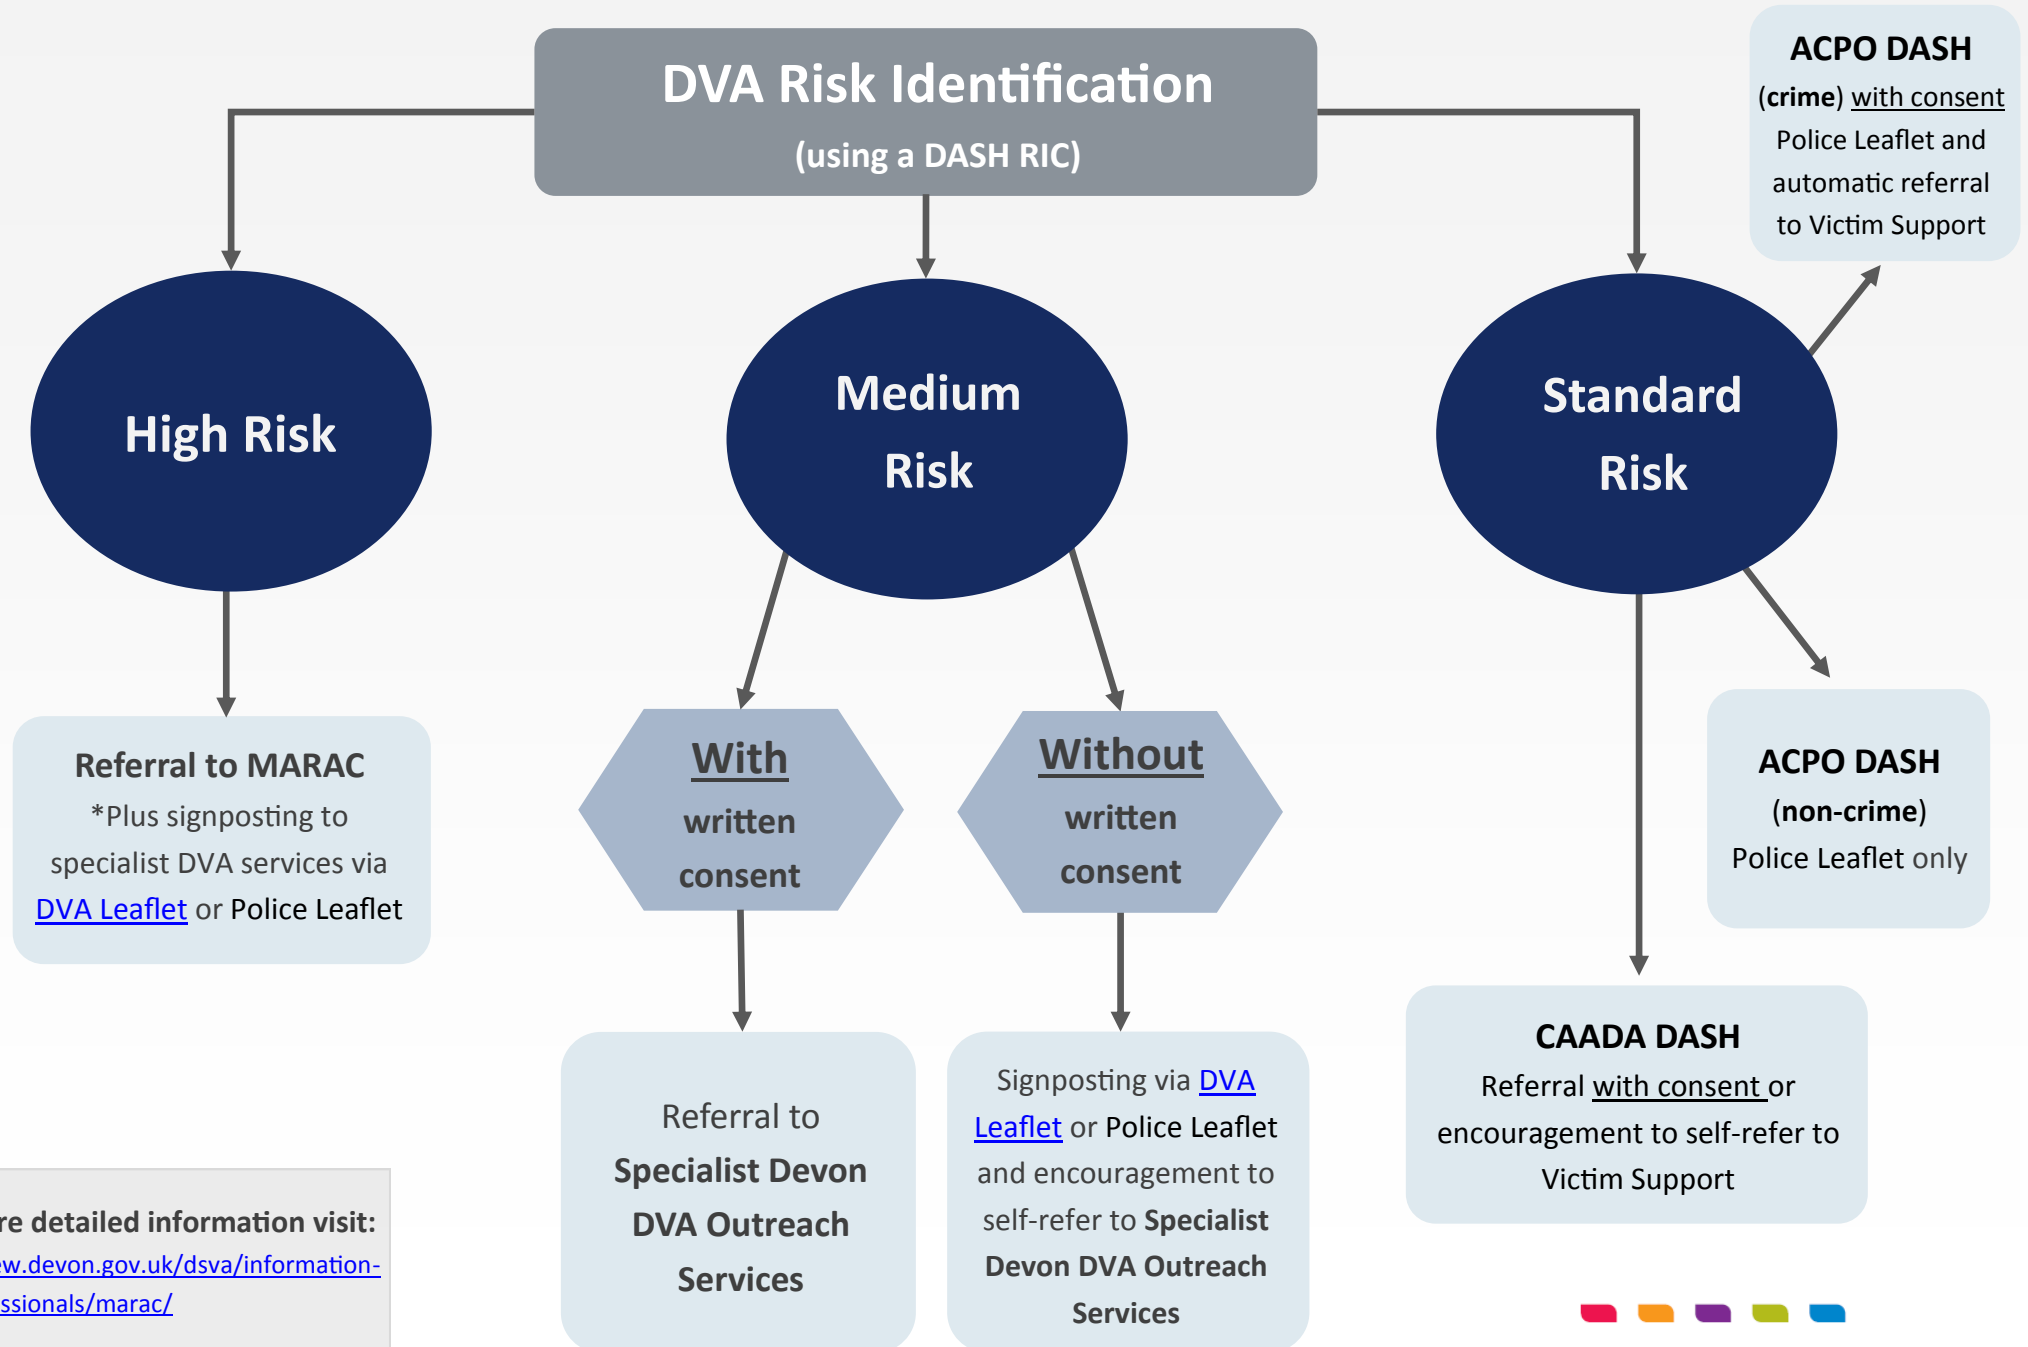 DVA Risk Identification
(using a DASH RIC)
ACPO DASH
(crime) with consent
Police Leaflet and
automatic referral
to Victim Support
High Risk
Medium
Risk
Standard
Risk
Referral to MARAC
*Plus signposting to
specialist DVA services via
DVA Leaflet or Police Leaflet
With
written
consent
Without
written
consent
ACPO DASH
(non-crime)
Police Leaflet only
Referral to
Specialist Devon
DVA Outreach
Services
Signposting via DVA
Leaflet or Police Leaflet
and encouragement to
self-refer to Specialist
Devon DVA Outreach
Services
CAADA DASH
Referral with consent or
encouragement to self-refer to
Victim Support
re detailed information visit:
ew.devon.gov.uk/dsva/information-
ssionals/marac/